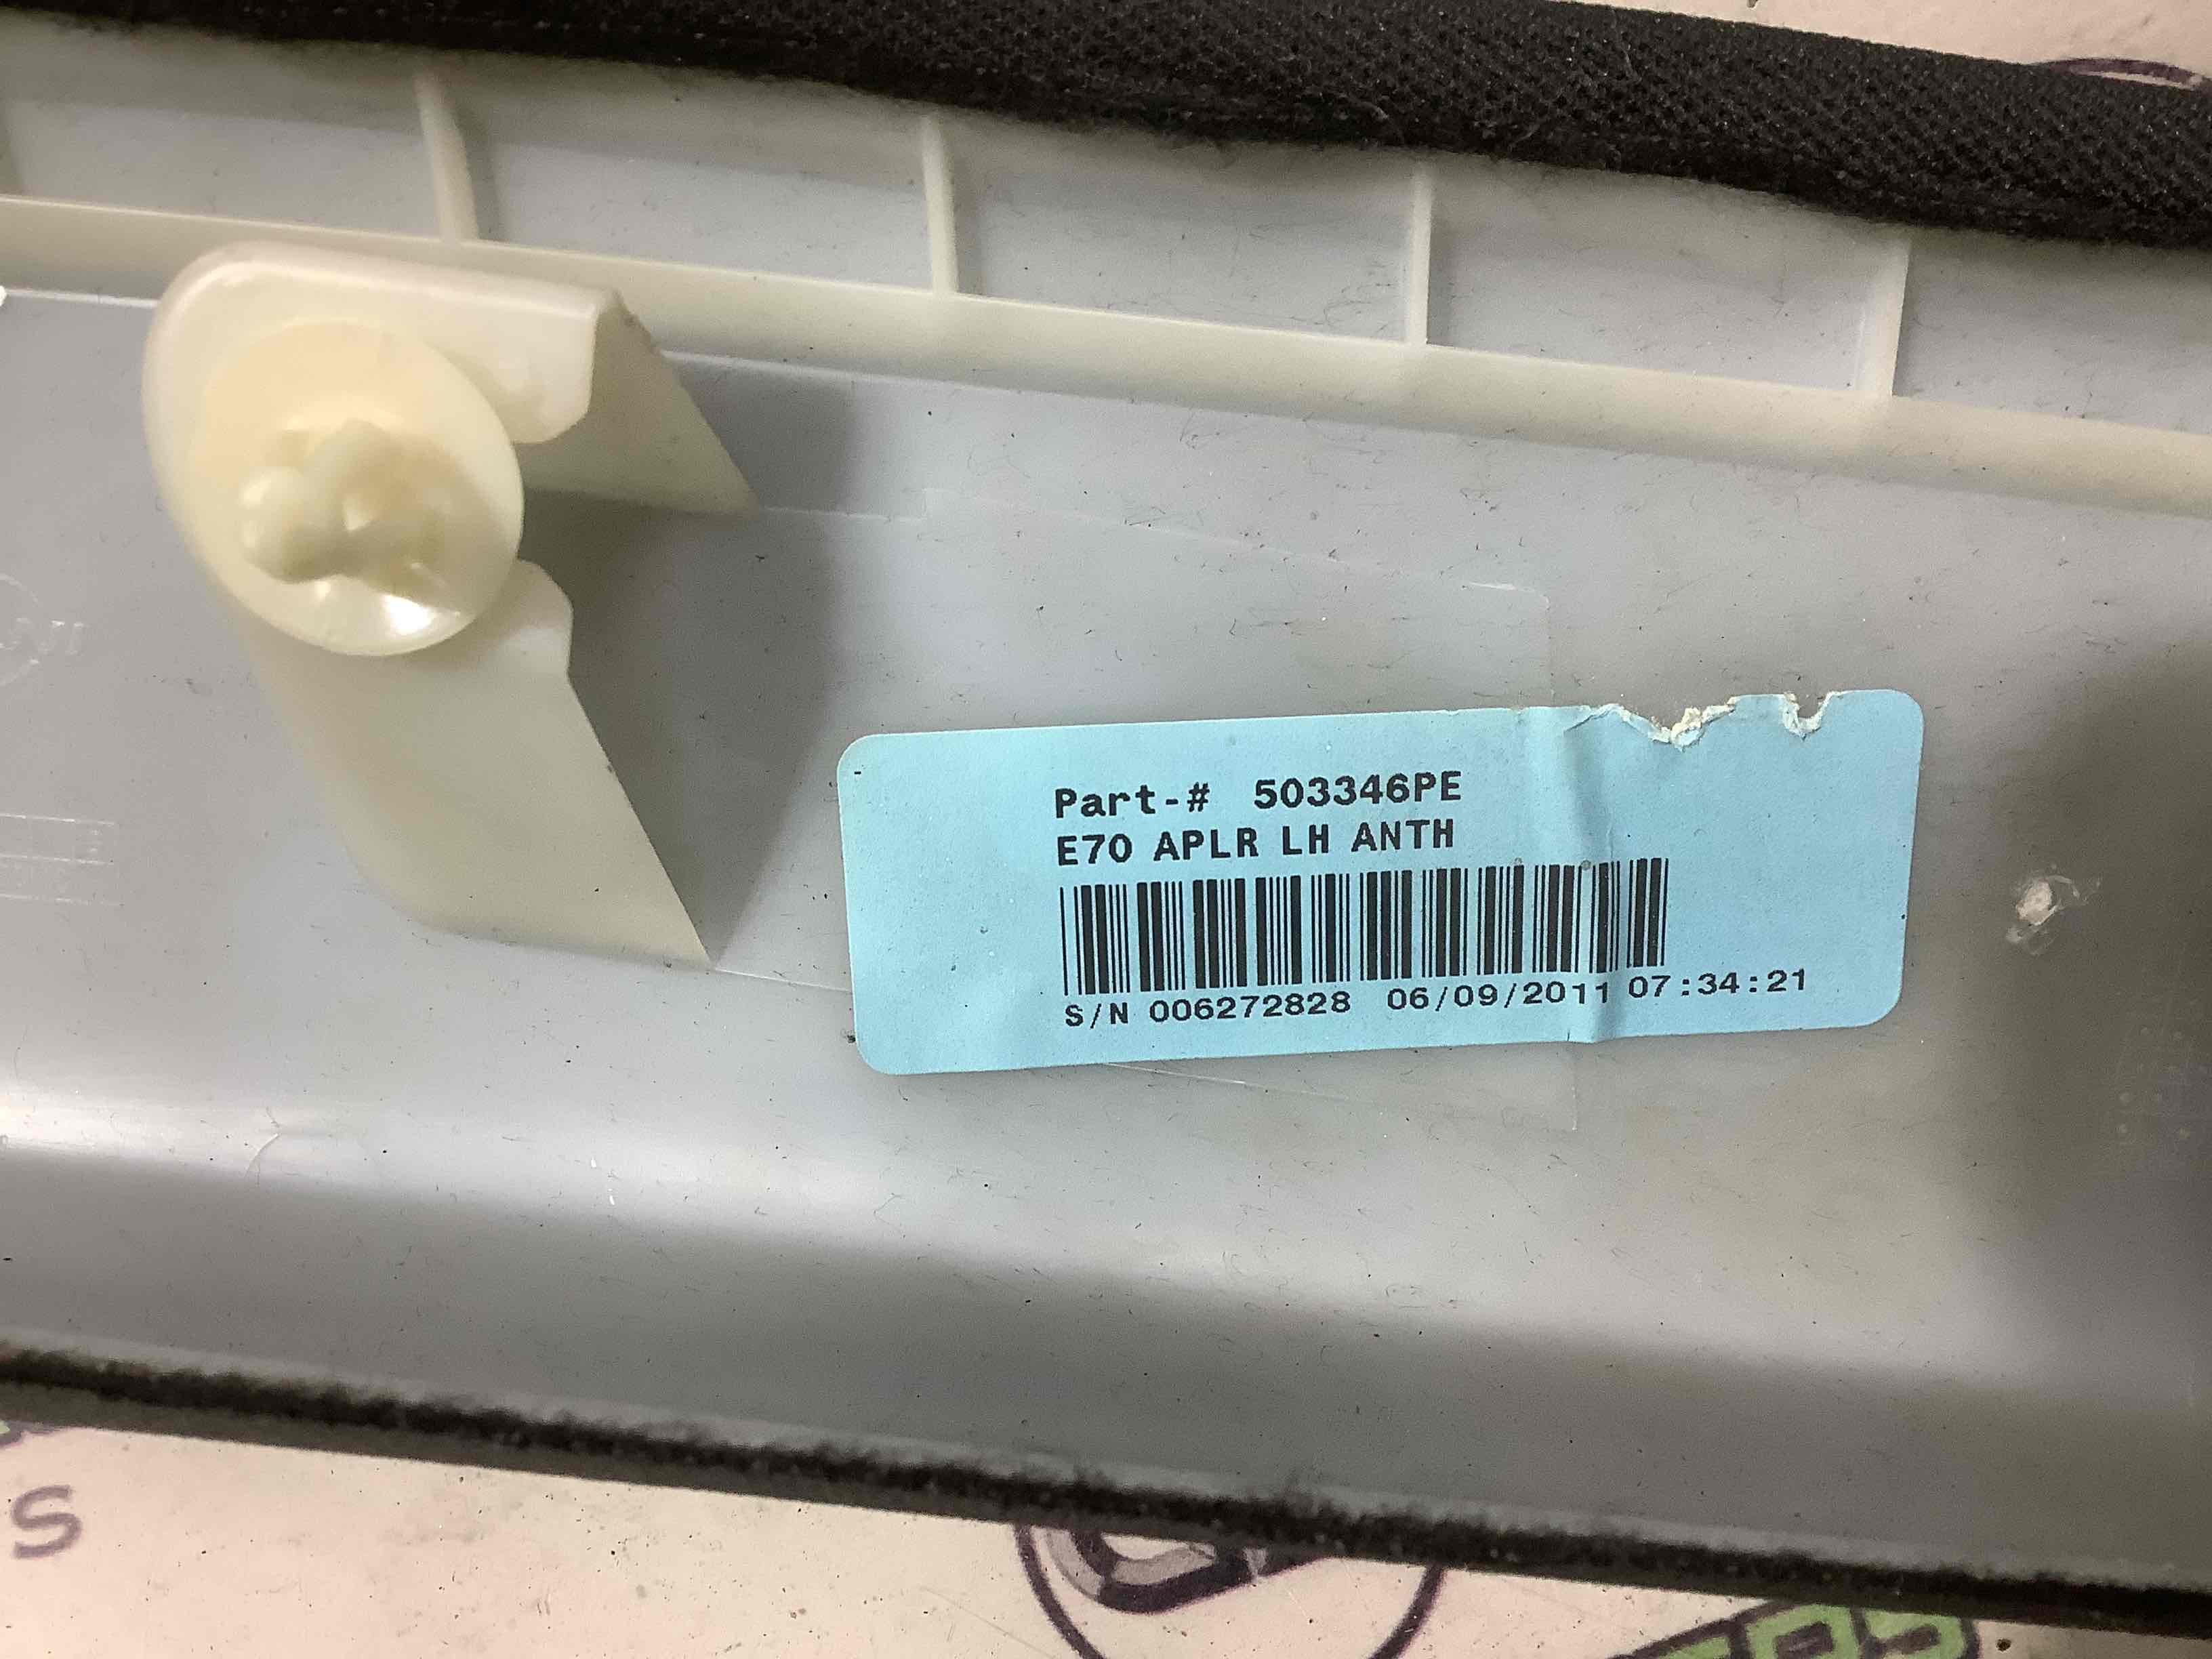 Part-# 503346PE
E70 APLR LH ANTH
S/N 006272828 06/09/2011 07:34:21
S